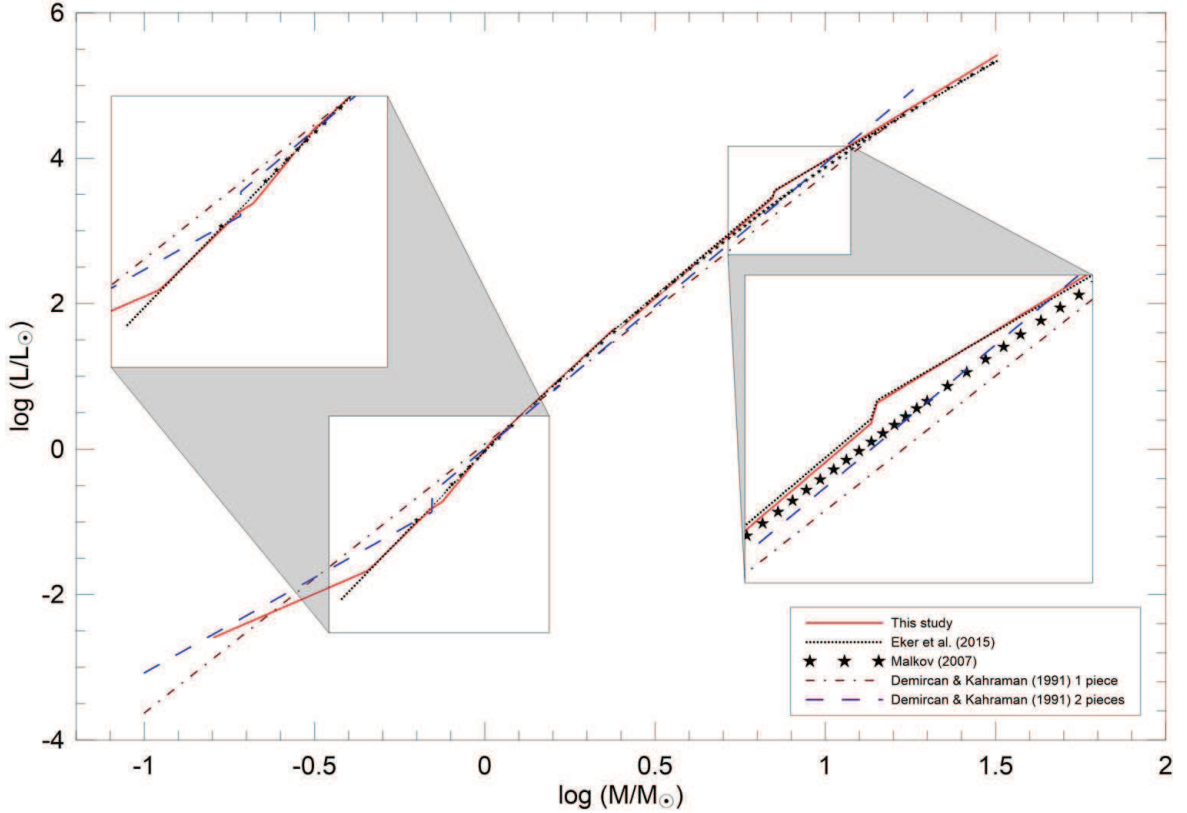 6
4
2
0
-2
-4
log (L/L☉)
-1
-0.5
0
0.5
1
1.5
2
log (M/M☉)
This study
Eker et al. (2015)
Malkov (2007)
Demircan & Kahraman (1991) 1 piece
Demircan & Kahraman (1991) 2 pieces